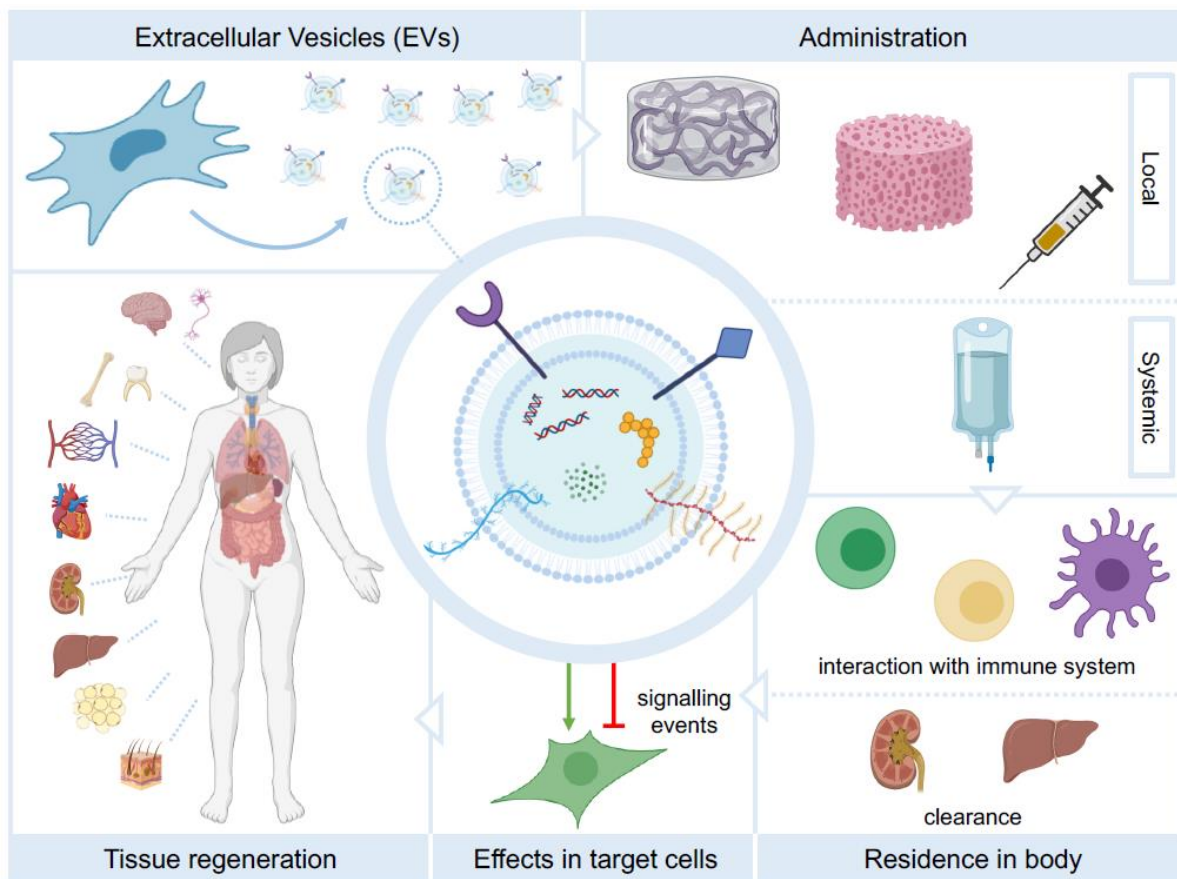 Extracellular Vesicles (EVs)
Administration
Local
Systemic
interaction with immune system
signalling
events
clearance
Tissue regeneration
Effects in target cells
Residence in body